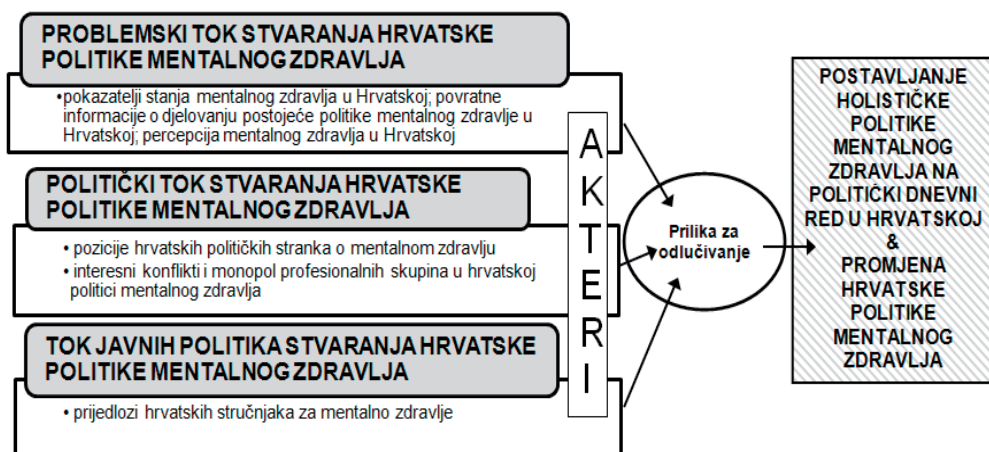 PROBLEMSKI TOK STVARANJA HRVATSKE
POLITIKE MENTALNOG ZDRAVLJA
•pokazatelji stanja mentalnog zdravlja u Hrvatskoj; povratne
informacije o djelovanju postojeće politike mentalnog zdravlje u
Hrvatskoj; percepcija mentalnog zdravlja u Hrvatskoj
POLITIČKI TOK STVARANJA HRVATSKE
POLITIKE MENTALNOG ZDRAVLJA
• pozicije hrvatskih političkih stranka o mentalnom zdravlju
• interesni konflikti i monopol profesionalnih skupina u hrvatskoj
politici mentalnog zdravlja
TOK JAVNIH POLITIKA STVARANJA HRVATSKE
POLITIKE MENTALNOG ZDRAVLJA
• prijedlozi hrvatskih stručnjaka za mentalno zdravlje
A
K
T
E
R
I
Prilika za
odlučivanje
POSTAVLJANJE
HOLISTIČKE
POLITIKE
MENTALNOG
ZDRAVLJA NA
POLITIČKI DNEVNI
RED U HRVATSKOJ
&
PROMJENA
HRVATSKE
POLITIKE
MENTALNOG
ZDRAVLJA